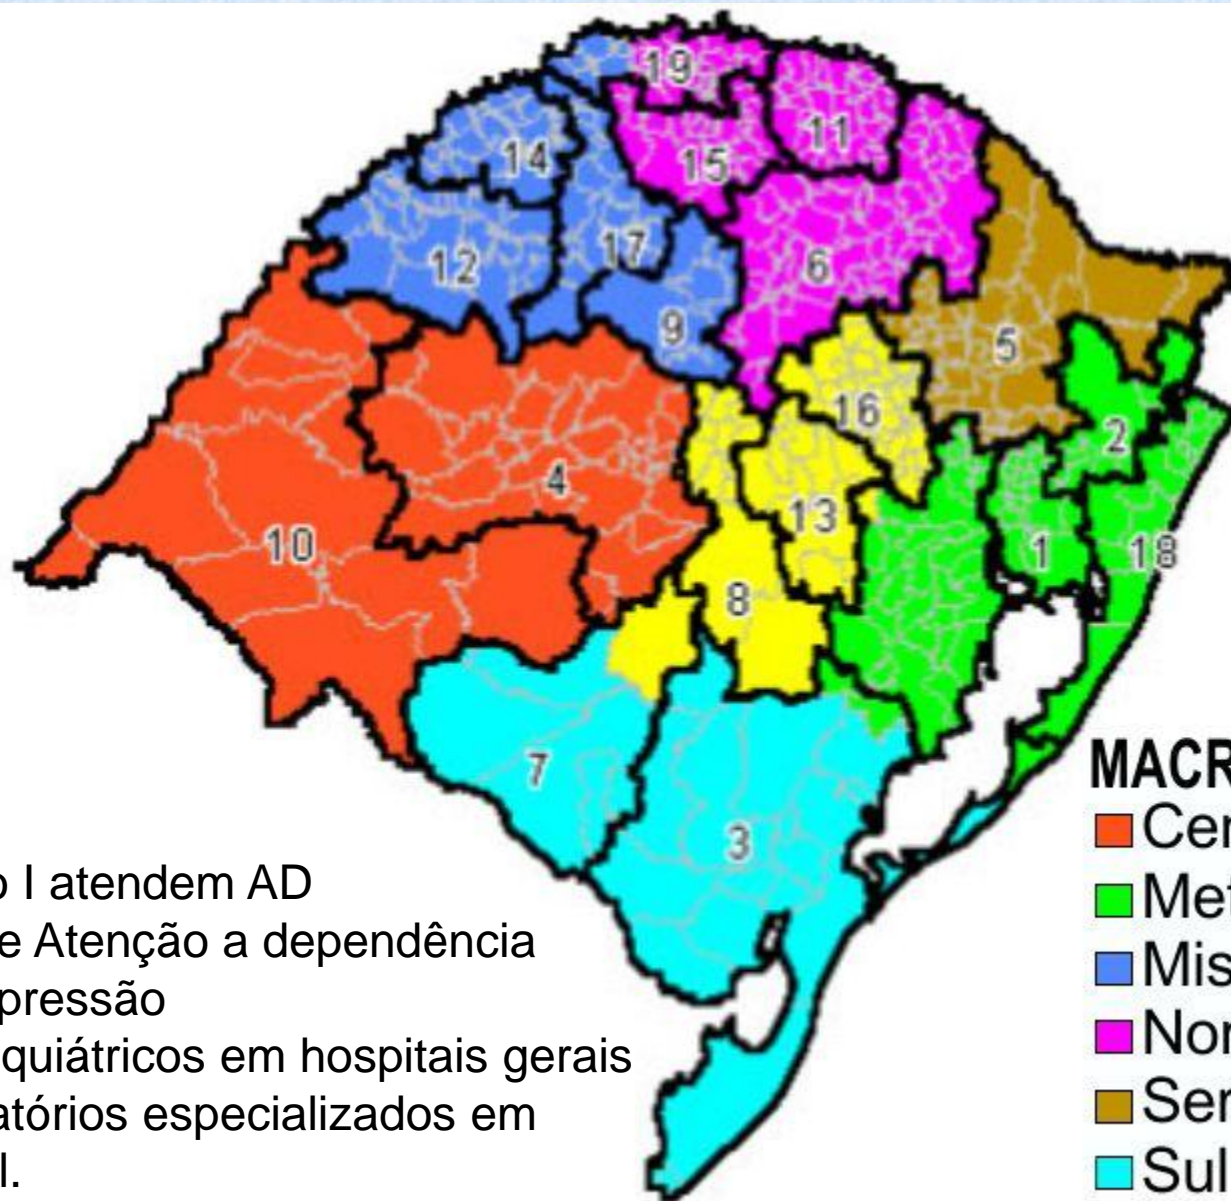 19
11
14
15
17
12
6
9
5
16
2
4
13
10
1
18
8
7
3
MACR
Cen
Met
Mis
Nor
Ser
Sul
o I atendem AD
e Atenção a dependência
pressão
quiátricos em hospitais gerais
atórios especializados em
l.